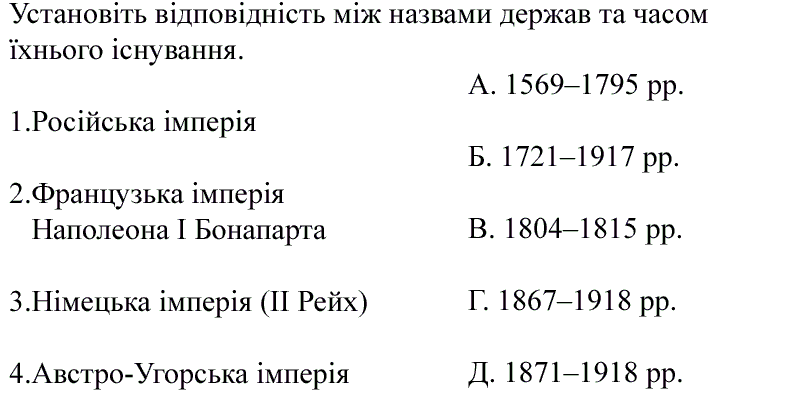 Установіть відповідність між назвами держав та часом
їхнього існування.
А. 1569–1795 рр.
1.Російська імперія
Б. 1721–1917 рр.
2.Французька імперія
Наполеона І Бонапарта
В. 1804–1815 рр.
3.Німецька імперія (ІІ Рейх)
Г. 1867–1918 рр.
4.Австро-Угорська імперія
Д. 1871–1918 рр.